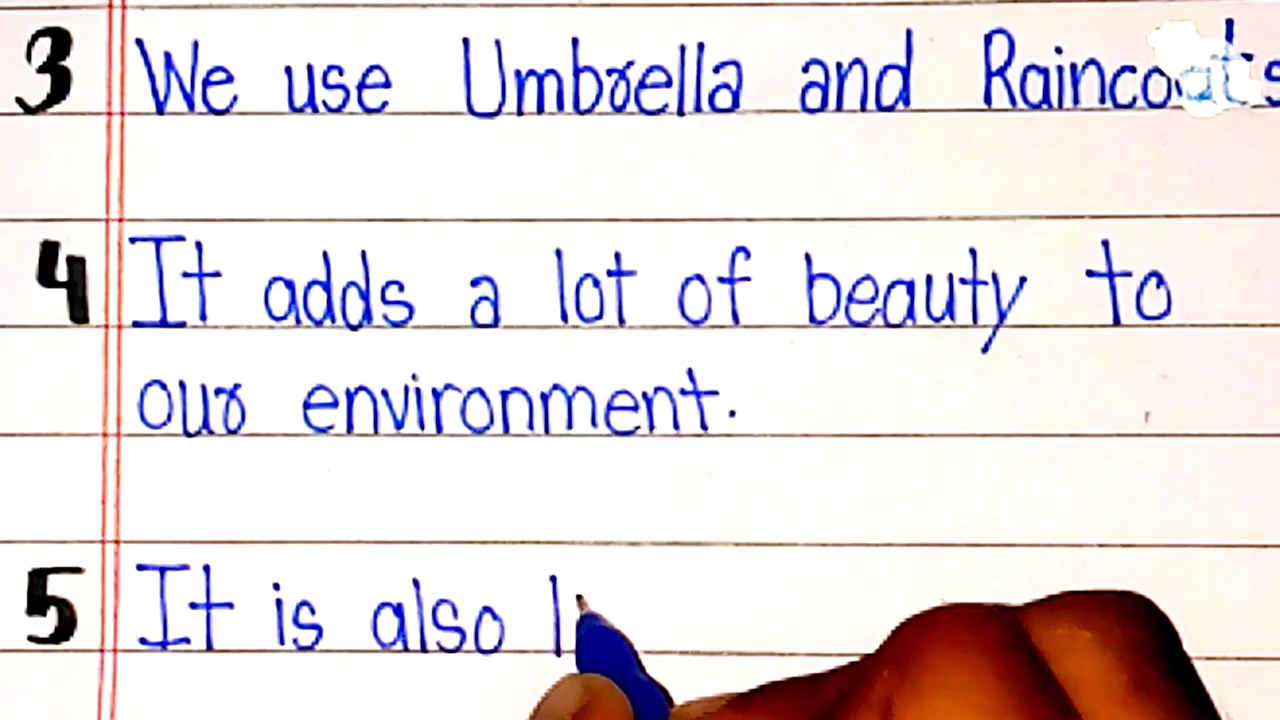 3 We use Umbrella and Raincoats
4 It adds a lot of beauty to
our environment.
5 It is also